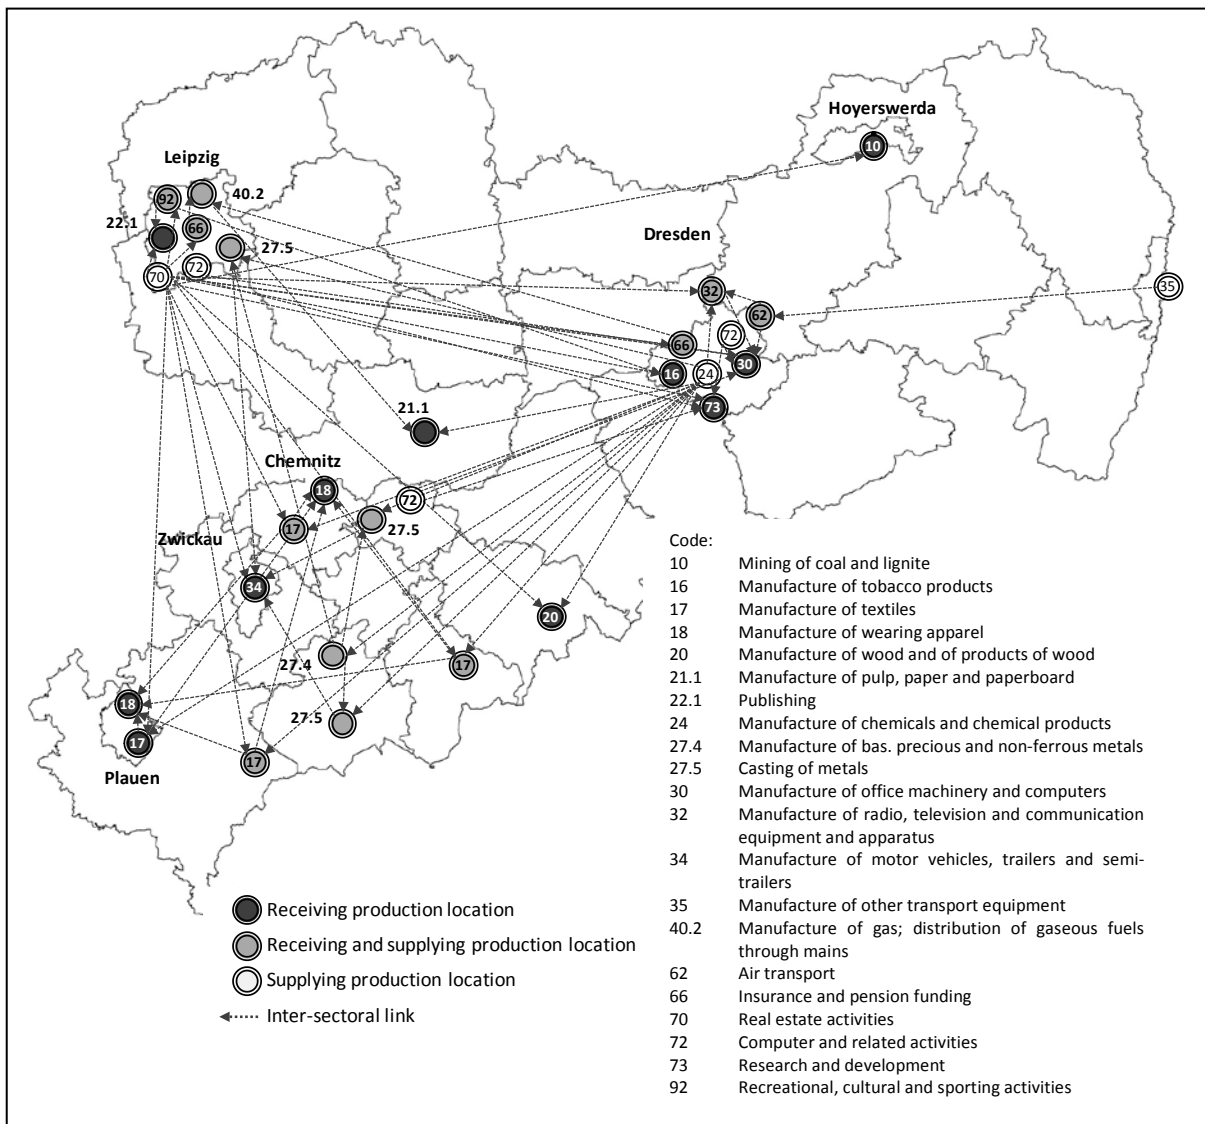 Hoyerswerda
10
Leipzig
92
40.2
22.1
66
27.5
72
70
Dresden
32
62
35
72
66
30
16
24
73
21.1
Chemnitz
18
72
17
27.5
Zwickau
34
20
27.4
17
18
27.5
17
17
Plauen
Code:
10 Mining of coal and lignite
16 Manufacture of tobacco products
17 Manufacture of textiles
18 Manufacture of wearing apparel
20 Manufacture of wood and of products of wood
21.1 Manufacture of pulp, paper and paperboard
22.1 Publishing
24 Manufacture of chemicals and chemical products
27.4 Manufacture of bas. precious and non-ferrous metals
27.5 Casting of metals
30 Manufacture of office machinery and computers
32 Manufacture of radio, television and communication
equipment and apparatus
34 Manufacture of motor vehicles, trailers and semi-
trailers
35 Manufacture of other transport equipment
40.2 Manufacture of gas; distribution of gaseous fuels
through mains
62 Air transport
66 Insurance and pension funding
70 Real estate activities
72 Computer and related activities
73 Research and development
92 Recreational, cultural and sporting activities
Receiving production location
Receiving and supplying production location
Supplying production location
Inter-sectoral link